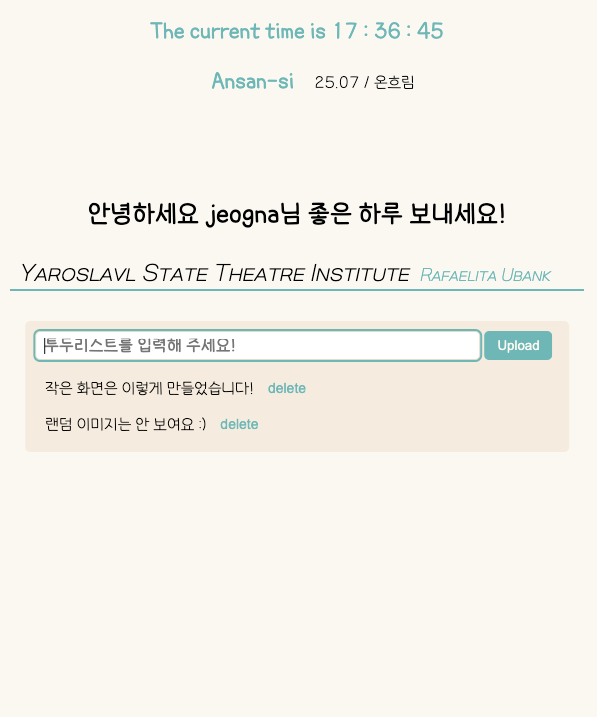 The current time is 17 : 36 : 45
Ansan-si 25.07 / 온흐림
안녕하세요 jeogna님 좋은 하루 보내세요!
Yaroslavl State Theatre Institute Rafaelita Ubank
투두리스트를 입력해 주세요! Upload
작은 화면은 이렇게 만들었습니다! delete
랜덤 이미지는 안 보여요 :) delete